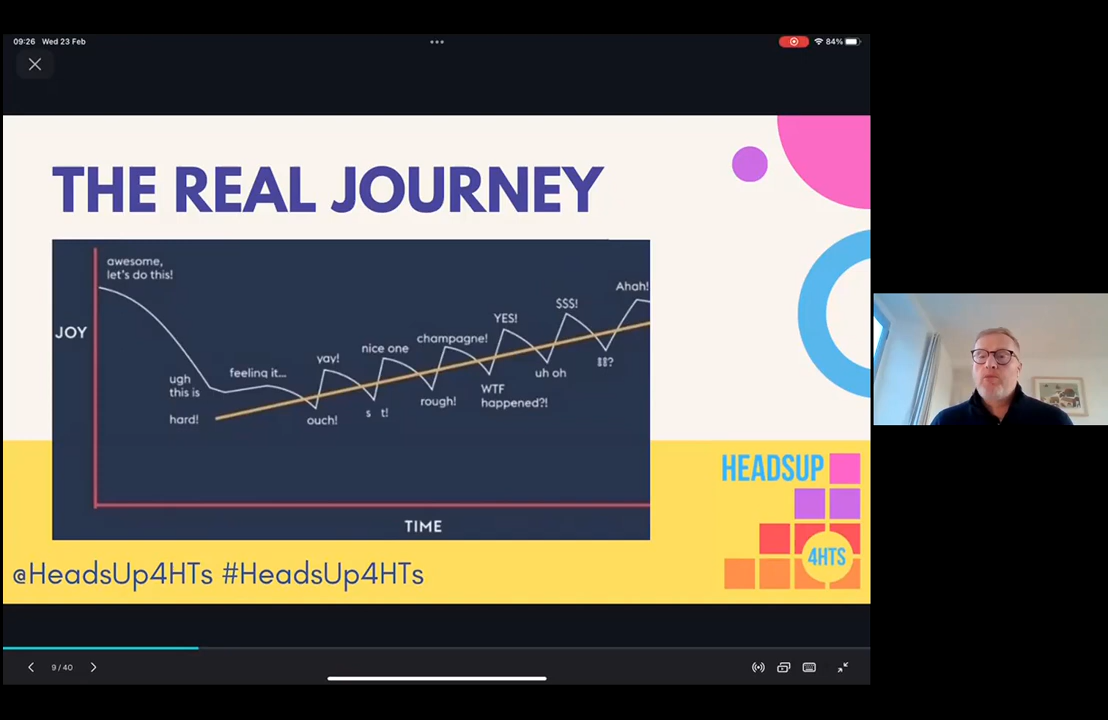 09:26 Wed 23 Feb
84%
THE REAL JOURNEY
awesome,
let's do this!
JOY
ugh
this is
hard!
feeling it...
ouch!
yay!
s t!
nice one
rough!
champagne!
WTF
happened?!
YES!
uh oh
$$$!
Ahah!
TIME
HEADSUP
4HTS
@HeadsUp4HTs #HeadsUp4HTs
9 / 40